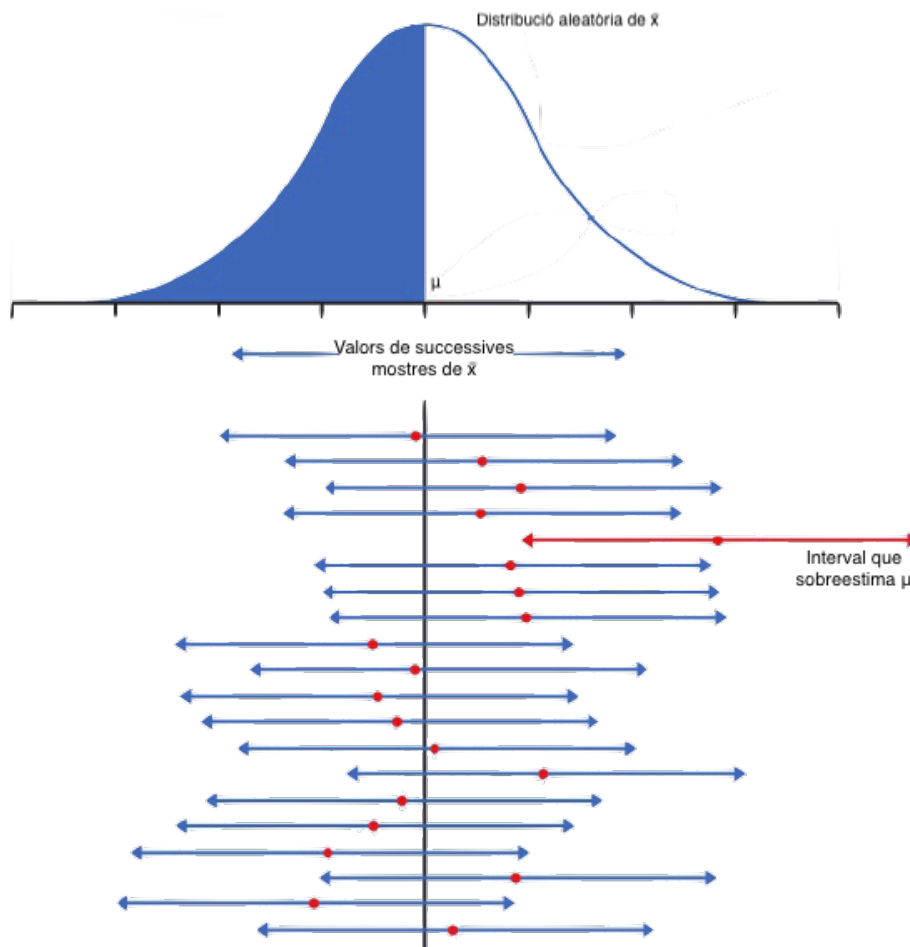 Distribució aleatòria de x̄
μ
Valors de successives
mostres de x̄
Interval que
sobreestima μ